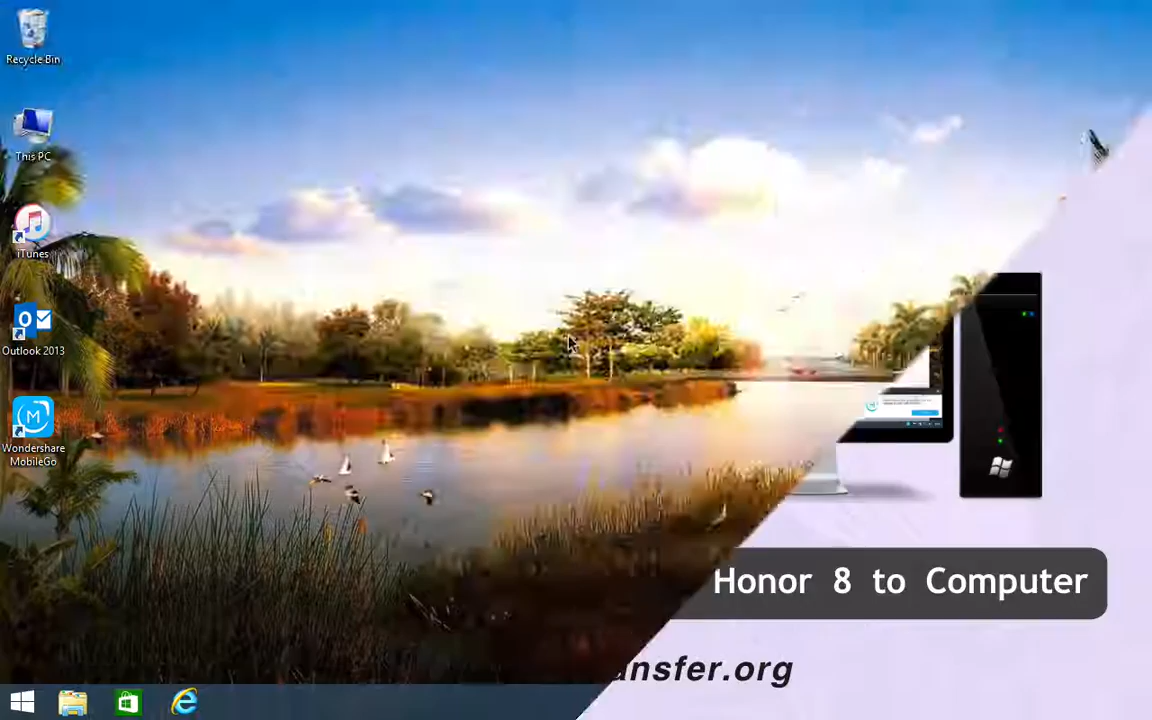 Recycle Bin
This PC
iTunes
Outlook 2013
Wondershare
MobileGo
Honor 8 to Computer
ansfer.org